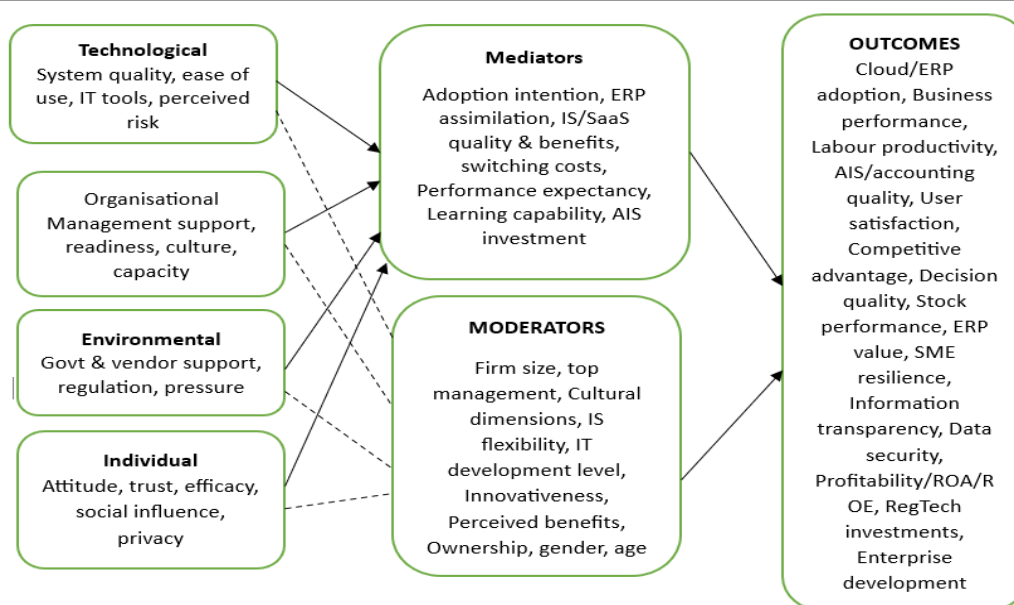 Technological
System quality, ease of
use, IT tools, perceived
risk
Organisational
Management support,
readiness, culture,
capacity
Environmental
Govt & vendor support,
regulation, pressure
Individual
Attitude, trust, efficacy,
social influence,
privacy
Mediators
Adoption intention, ERP
assimilation, IS/SaaS
quality & benefits,
switching costs,
Performance expectancy,
Learning capability, AIS
investment
MODERATORS
Firm size, top
management, Cultural
dimensions, IS
flexibility, IT
development level,
Innovativeness,
Perceived benefits,
Ownership, gender, age
OUTCOMES
Cloud/ERP
adoption, Business
performance,
Labour productivity,
AIS/accounting
quality, User
satisfaction,
Competitive
advantage, Decision
quality, Stock
performance, ERP
value, SME
resilience,
Information
transparency, Data
security,
Profitability/ROA/R
OE, RegTech
investments,
Enterprise
development